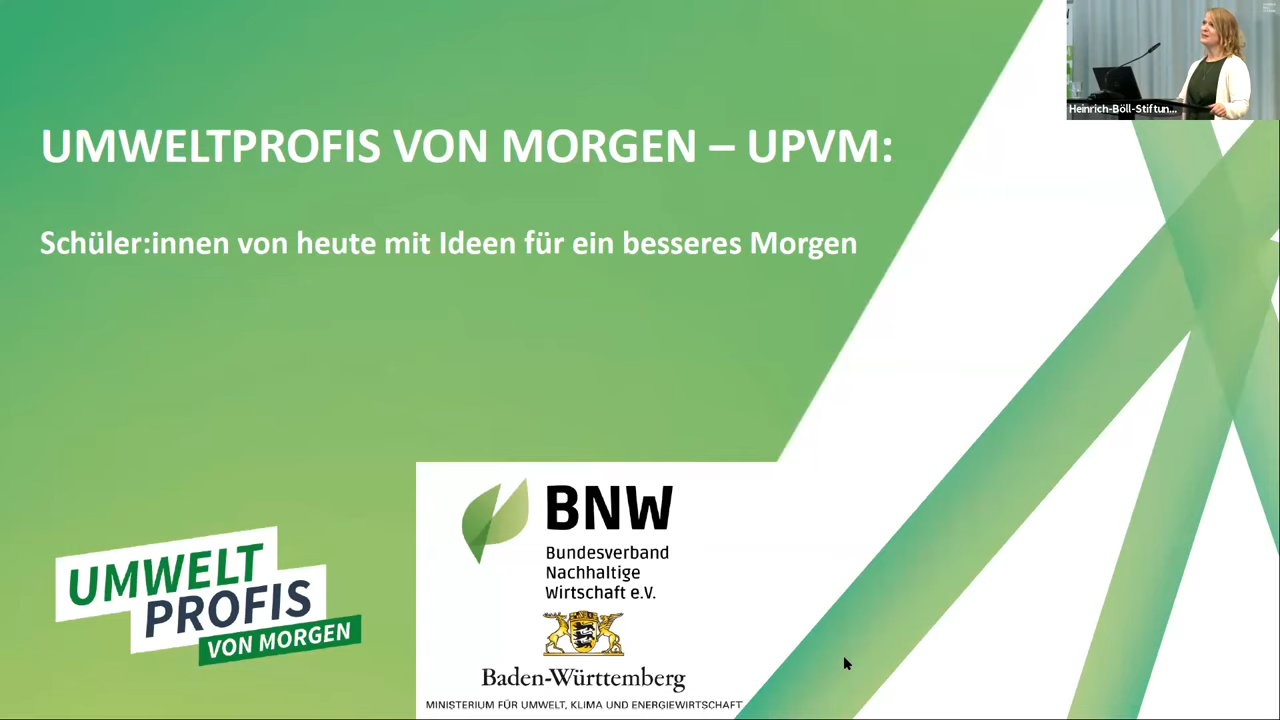 Heinrich-Böll-Stiftun...
UMWELTPROFIS VON MORGEN – UPVM:
Schüler:innen von heute mit Ideen für ein besseres Morgen
UMWELT
PROFIS
VON MORGEN
BNW
Bundesverband
Nachhaltige
Wirtschaft e.V.
Baden-Württemberg
MINISTERIUM FÜR UMWELT, KLIMA UND ENERGIEWIRTSCHAFT